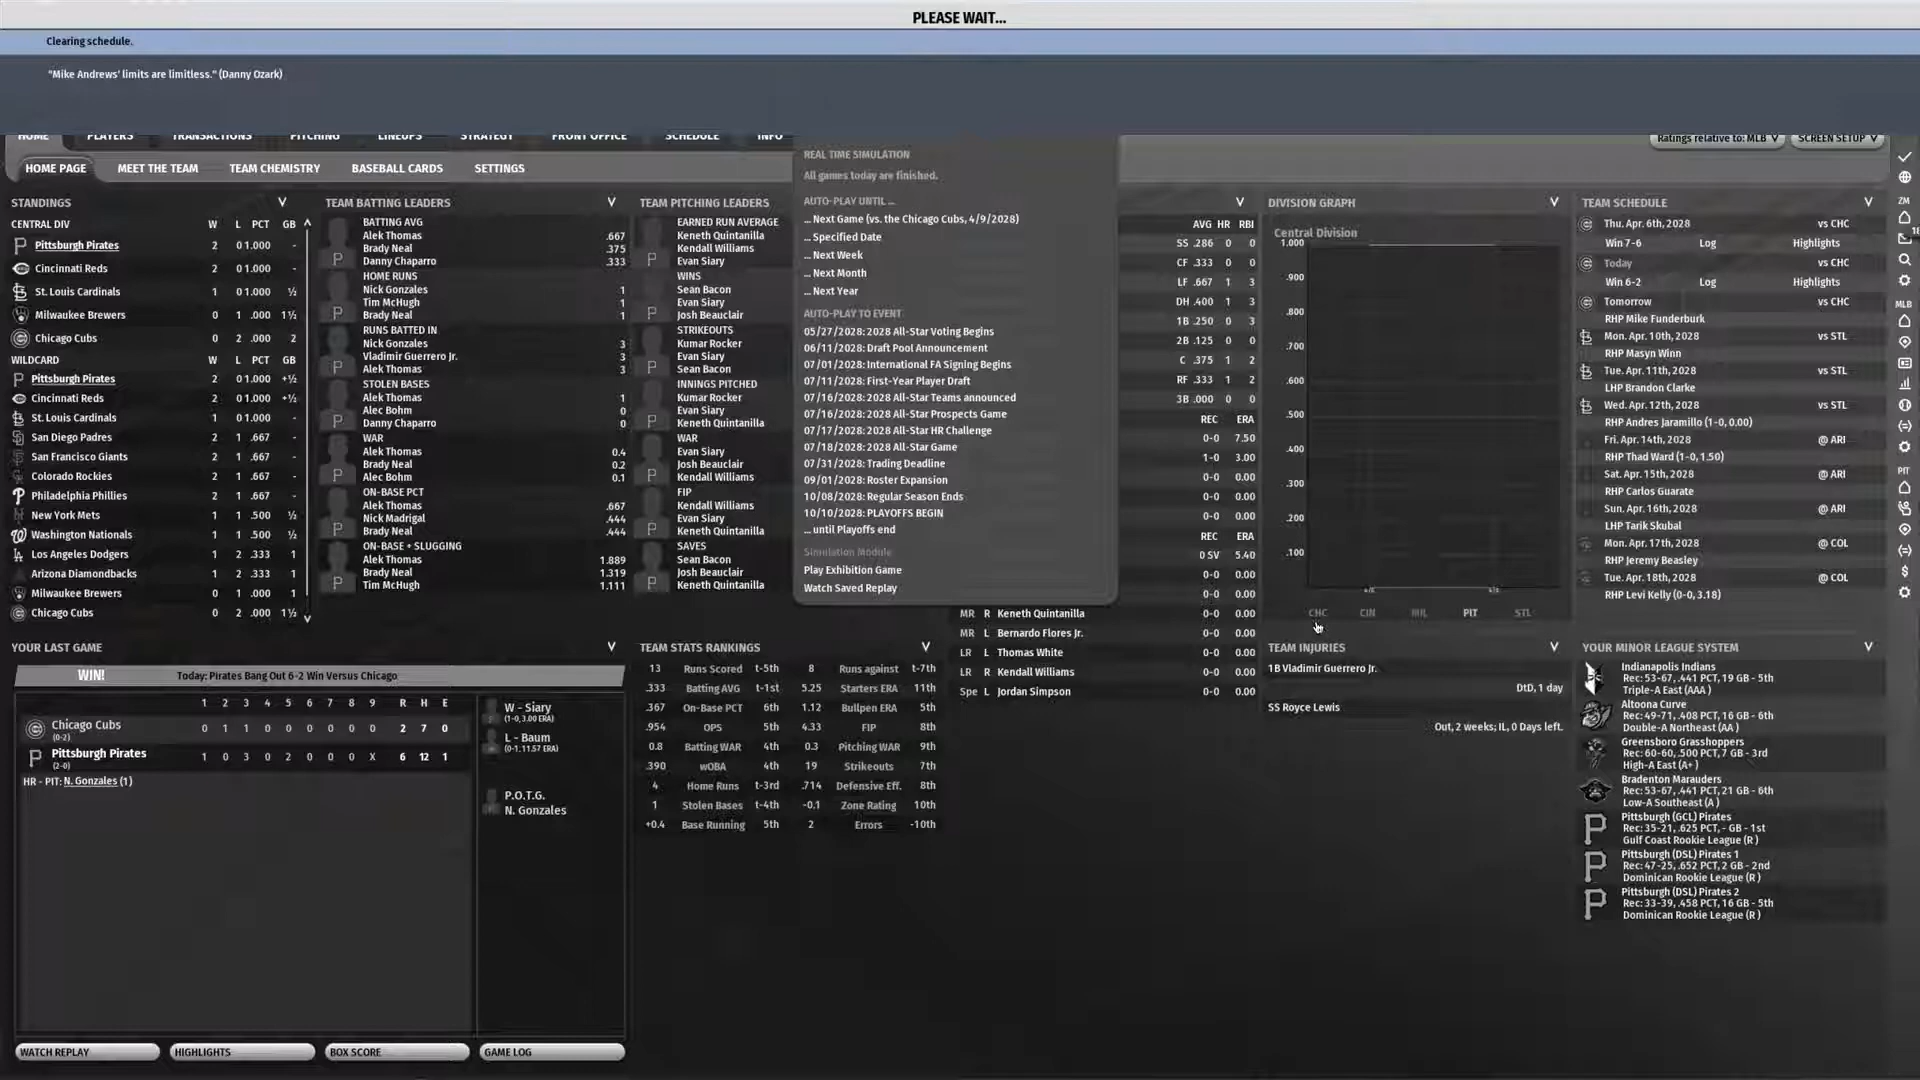 PLEASE WAIT...
Clearing schedule.
"Mike Andrews' limits are limitless." (Danny Ozark)
HOME PLAYERS TRANSACTIONS PITCHING LINEUPS STRATEGY FRONT OFFICE SCHEDULE INFO
Ratings relative to: MLB SCREEN SETUP
HOME PAGE MEET THE TEAM TEAM CHEMISTRY BASEBALL CARDS SETTINGS
STANDINGS
CENTRAL DIV W L PCT GB
Pittsburgh Pirates 2 0 1.000 -
Cincinnati Reds 2 0 1.000 -
St. Louis Cardinals 1 0 1.000 ½
Milwaukee Brewers 0 1 .000 1½
Chicago Cubs 0 2 .000 2
WILDCARD W L PCT GB
Pittsburgh Pirates 2 0 1.000 +½
Cincinnati Reds 2 0 1.000 +½
St. Louis Cardinals 1 0 1.000 -
San Diego Padres 2 1 .667 -
San Francisco Giants 2 1 .667 -
Colorado Rockies 2 1 .667 -
Philadelphia Phillies 2 1 .667 -
New York Mets 1 1 .500 ½
Washington Nationals 1 1 .500 ½
Los Angeles Dodgers 1 2 .333 1
Arizona Diamondbacks 1 2 .333 1
Milwaukee Brewers 0 1 .000 1
Chicago Cubs 0 2 .000 1½
TEAM BATTING LEADERS
BATTING AVG
Alek Thomas .667
Brady Neal .375
Danny Chaparro .333
HOME RUNS
Nick Gonzales 1
Tim McHugh 1
Brady Neal 1
RUNS BATTED IN
Nick Gonzales 3
Vladimir Guerrero Jr. 3
Alek Thomas 3
STOLEN BASES
Alek Thomas 1
Alec Bohm 0
Danny Chaparro 0
WAR
Alek Thomas 0.4
Brady Neal 0.2
Alec Bohm 0.1
ON-BASE PCT
Alek Thomas .667
Nick Madrigal .444
Brady Neal .444
ON-BASE + SLUGGING
Alek Thomas 1.889
Brady Neal 1.319
Tim McHugh 1.111
TEAM PITCHING LEADERS
EARNED RUN AVERAGE
Keneth Quintanilla
Kendall Williams
Evan Siary
WINS
Sean Bacon
Evan Siary
Josh Beauclair
STRIKEOUTS
Kumar Rocker
Evan Siary
Sean Bacon
INNINGS PITCHED
Kumar Rocker
Evan Siary
Keneth Quintanilla
WAR
Evan Siary
Josh Beauclair
Kendall Williams
FIP
Kendall Williams
Evan Siary
Keneth Quintanilla
SAVES
Sean Bacon
Josh Beauclair
Keneth Quintanilla
REAL TIME SIMULATION
All games today are finished.
AUTO-PLAY UNTIL ...
... Next Game (vs. the Chicago Cubs, 4/9/2028)
... Specified Date
... Next Week
... Next Month
... Next Year
AUTO-PLAY TO EVENT
05/27/2028: 2028 All-Star Voting Begins
06/11/2028: Draft Pool Announcement
07/01/2028: International FA Signing Begins
07/11/2028: First-Year Player Draft
07/16/2028: 2028 All-Star Teams announced
07/16/2028: 2028 All-Star Prospects Game
07/17/2028: 2028 All-Star HR Challenge
07/18/2028: 2028 All-Star Game
07/31/2028: Trading Deadline
09/01/2028: Roster Expansion
10/08/2028: Regular Season Ends
10/10/2028: PLAYOFFS BEGIN
... until Playoffs end
Simulation Module
Play Exhibition Game
Watch Saved Replay
AVG HR RBI
SS .286 0 0
CF .333 0 0
LF .667 1 3
DH .400 1 3
1B .250 0 3
2B .125 0 0
C .375 1 2
RF .333 1 2
3B .000 0 0
REC ERA
0-0 7.50
1-0 3.00
0-0 0.00
0-0 0.00
0-0 0.00
REC ERA
0 SV 5.40
0-0 0.00
0-0 0.00
MR R Keneth Quintanilla 0-0 0.00
MR L Bernardo Flores Jr. 0-0 0.00
LR L Thomas White 0-0 0.00
LR R Kendall Williams 0-0 0.00
Spe L Jordan Simpson 0-0 0.00
DIVISION GRAPH
Central Division
1.000
.900
.800
.700
.600
.500
.400
.300
.200
.100
4/6 4/6
CHC CIN MIL PIT STL
TEAM SCHEDULE
Thu. Apr. 6th, 2028 vs CHC
Win 7-6 Log Highlights
Today vs CHC
Win 6-2 Log Highlights
Tomorrow vs CHC
RHP Mike Funderburk
Mon. Apr. 10th, 2028 vs STL
RHP Masyn Winn
Tue. Apr. 11th, 2028 vs STL
LHP Brandon Clarke
Wed. Apr. 12th, 2028 vs STL
RHP Andres Jaramillo (1-0, 0.00)
Fri. Apr. 14th, 2028 @ ARI
RHP Thad Ward (1-0, 1.50)
Sat. Apr. 15th, 2028 @ ARI
RHP Carlos Guarate
Sun. Apr. 16th, 2028 @ ARI
LHP Tarik Skubal
Mon. Apr. 17th, 2028 @ COL
RHP Jeremy Beasley
Tue. Apr. 18th, 2028 @ COL
RHP Levi Kelly (0-0, 3.18)
ZM
18
MLB
PIT
YOUR LAST GAME
WIN! Today: Pirates Bang Out 6-2 Win Versus Chicago
1 2 3 4 5 6 7 8 9 R H E
Chicago Cubs 0 1 1 0 0 0 0 0 0 2 7 0
(0-2)
Pittsburgh Pirates 1 0 3 0 2 0 0 0 X 6 12 1
(2-0)
HR - PIT: N. Gonzales (1)
W - Siary
(1-0, 3.00 ERA)
L - Baum
(0-1, 11.57 ERA)
P.O.T.G.
N. Gonzales
WATCH REPLAY HIGHLIGHTS BOX SCORE GAME LOG
TEAM STATS RANKINGS
13 Runs Scored t-5th 8 Runs against t-7th
.333 Batting AVG t-1st 5.25 Starters ERA 11th
.367 On-Base PCT 6th 1.12 Bullpen ERA 5th
.954 OPS 5th 4.33 FIP 8th
0.8 Batting WAR 4th 0.3 Pitching WAR 9th
.390 wOBA 4th 19 Strikeouts 7th
4 Home Runs t-3rd .714 Defensive Eff. 8th
1 Stolen Bases t-4th -0.1 Zone Rating 10th
+0.4 Base Running 5th 2 Errors -10th
TEAM INJURIES
1B Vladimir Guerrero Jr.
DtD, 1 day
SS Royce Lewis
Out, 2 weeks; IL, 0 Days left.
YOUR MINOR LEAGUE SYSTEM
Indianapolis Indians
Rec: 53-67, .441 PCT, 19 GB - 5th
Triple-A East (AAA )
Altoona Curve
Rec: 49-71, .408 PCT, 16 GB - 6th
Double-A Northeast (AA )
Greensboro Grasshoppers
Rec: 60-60, .500 PCT, 7 GB - 3rd
High-A East (A+ )
Bradenton Marauders
Rec: 53-67, .441 PCT, 21 GB - 6th
Low-A Southeast (A )
Pittsburgh (GCL) Pirates
Rec: 35-21, .625 PCT, - GB - 1st
Gulf Coast Rookie League (R )
Pittsburgh (DSL) Pirates 1
Rec: 47-25, .652 PCT, 2 GB - 2nd
Dominican Rookie League (R )
Pittsburgh (DSL) Pirates 2
Rec: 33-39, .458 PCT, 16 GB - 5th
Dominican Rookie League (R )